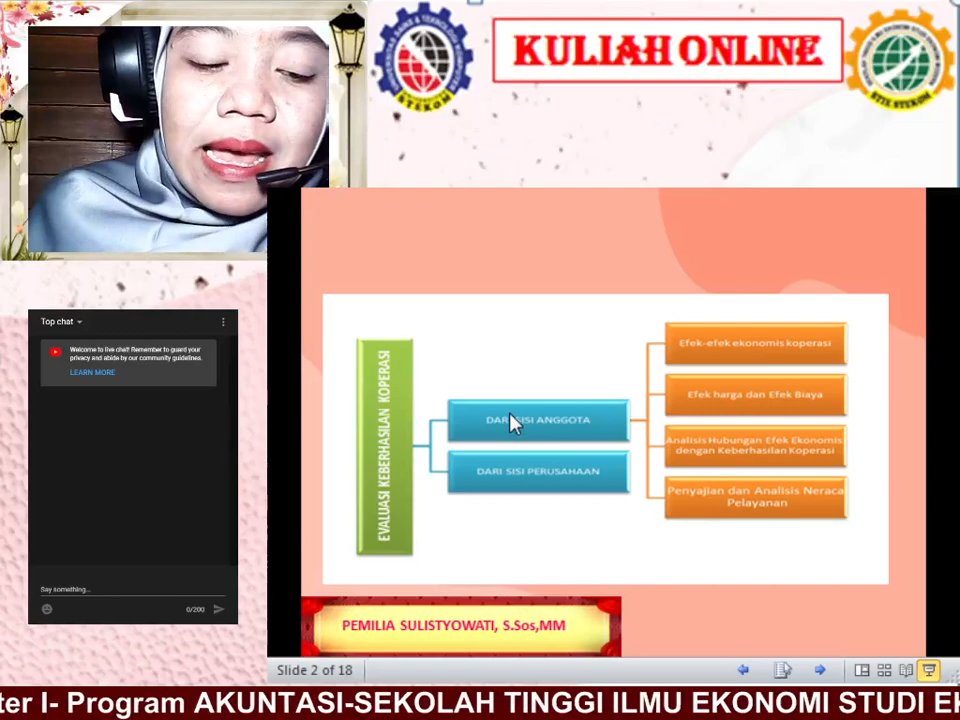 KULIAH ONLINE
STEKOM
STIE STEKOM
Top chat
Welcome to live chat! Remember to guard your
privacy and abide by our community guidelines.
LEARN MORE
Say something...
0/200
EVALUASI KEBERHASILAN KOPERASI
DARI SISI ANGGOTA
DARI SISI PERUSAHAAN
Efek-efek ekonomis koperasi
Efek harga dan Efek Biaya
Analisis Hubungan Efek Ekonomis
dengan Keberhasilan Koperasi
Penyajian dan Analisis Neraca
Pelayanan
PEMILIA SULISTYOWATI, S.Sos,MM
Slide 2 of 18
ter I- Program AKUNTASI-SEKOLAH TINGGI ILMU EKONOMI STUDI EK